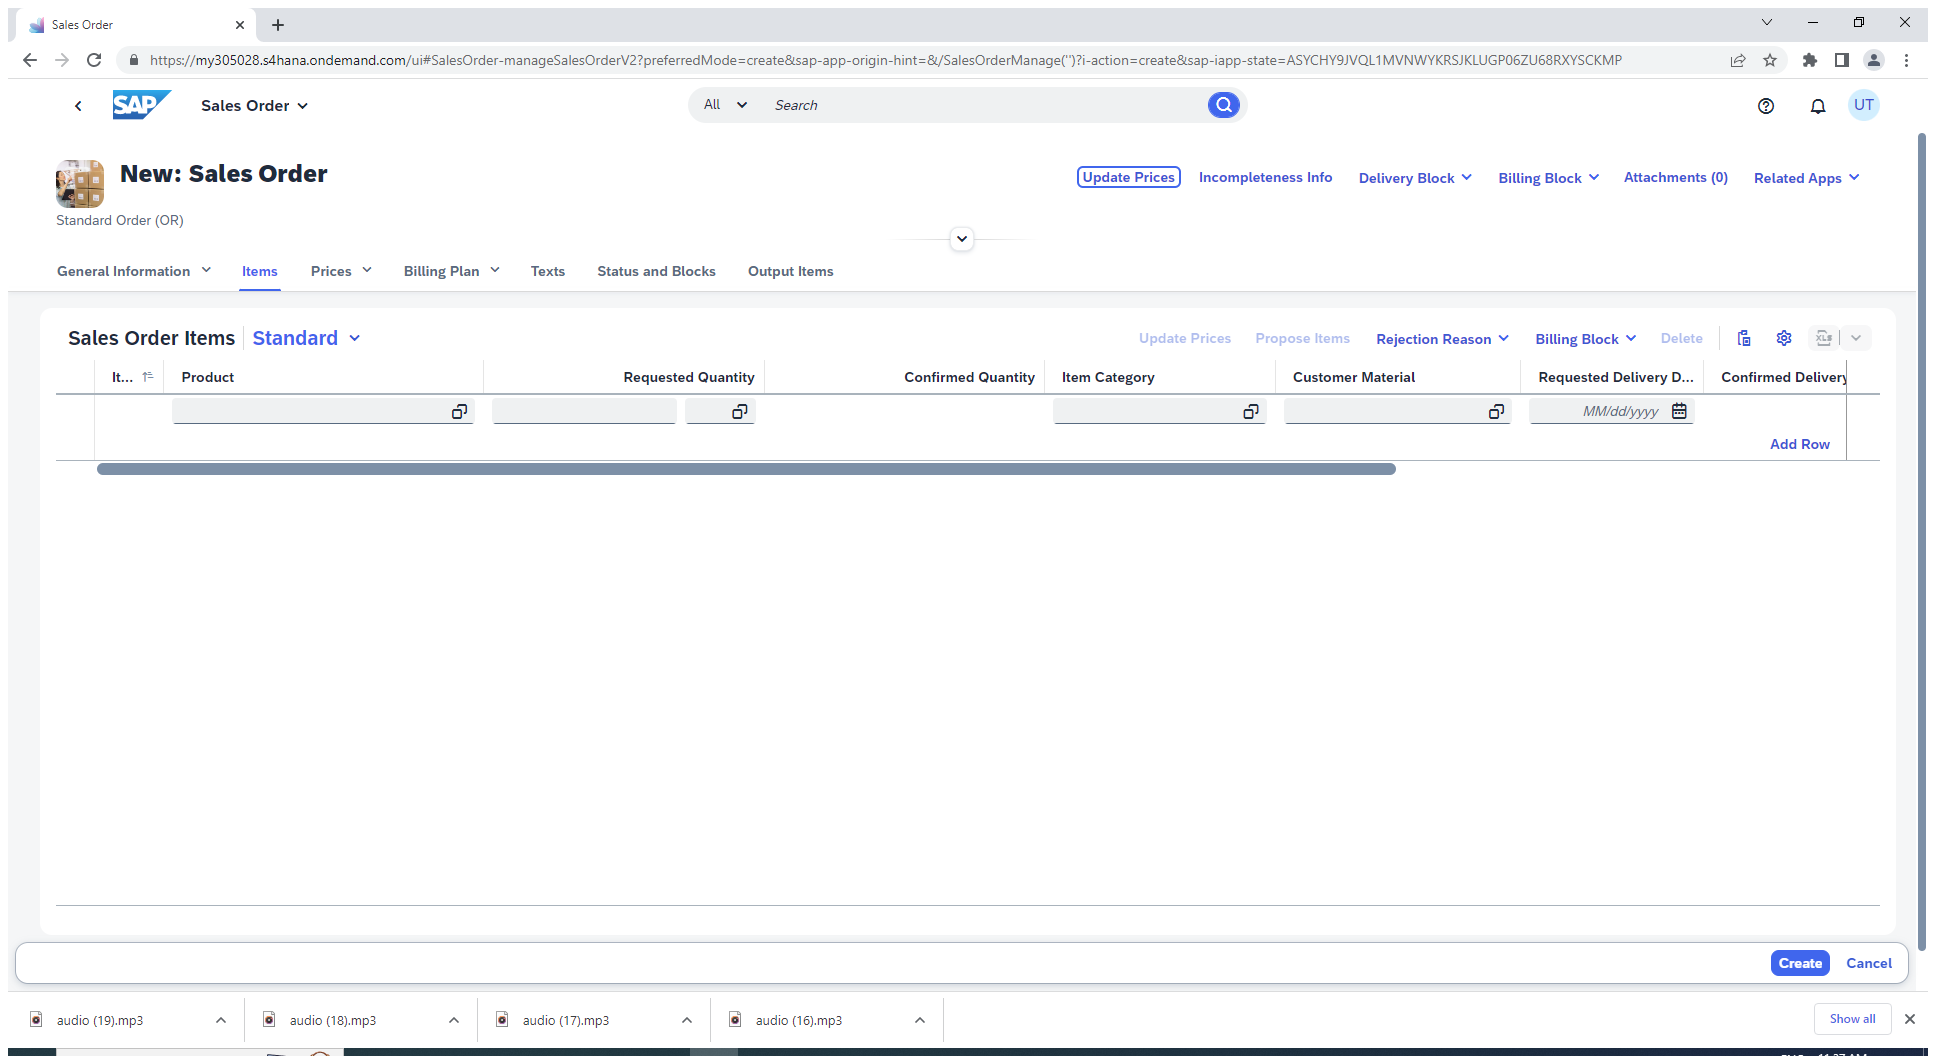 Sales Order
https://my305028.s4hana.ondemand.com/ui#SalesOrder-manageSalesOrderV2?preferredMode=create&sap-app-origin-hint=&/SalesOrderManage('')?i-action=create&sap-iapp-state=ASYCHY9JVQL1MVNWYKRSJKLUGP06ZU68RXYSCKMP
SAP Sales Order All Search UT
New: Sales Order
Update Prices Incompleteness Info Delivery Block Billing Block Attachments (0) Related Apps
Standard Order (OR)
General Information Items Prices Billing Plan Texts Status and Blocks Output Items
Sales Order Items Standard Update Prices Propose Items Rejection Reason Billing Block Delete XLS
It... Product Requested Quantity Confirmed Quantity Item Category Customer Material Requested Delivery D... Confirmed Delivery
MM/dd/yyyy
Add Row
Create Cancel
audio (19).mp3 audio (18).mp3 audio (17).mp3 audio (16).mp3 Show all